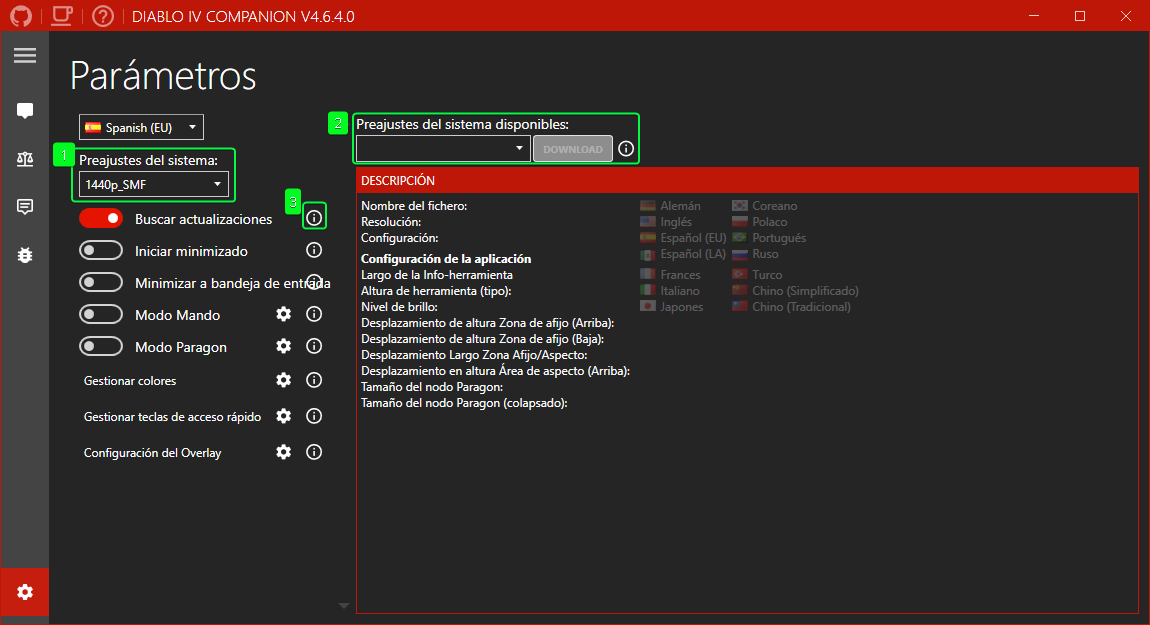 DIABLO IV COMPANION V4.6.4.0
Parámetros
Spanish (EU)
1
Preajustes del sistema:
1440p_SMF
3
Buscar actualizaciones
Iniciar minimizado
Minimizar a bandeja de entrada
Modo Mando
Modo Paragon
Gestionar colores
Gestionar teclas de acceso rápido
Configuración del Overlay
2
Preajustes del sistema disponibles:
DOWNLOAD
DESCRIPCIÓN
Nombre del fichero:
Resolución:
Configuración:
Configuración de la aplicación
Largo de la Info-herramienta
Altura de herramienta (tipo):
Nivel de brillo:
Desplazamiento de altura Zona de afijo (Arriba):
Desplazamiento de altura Zona de afijo (Baja):
Desplazamiento Largo Zona Afijo/Aspecto:
Desplazamiento en altura Área de aspecto (Arriba):
Tamaño del nodo Paragon:
Tamaño del nodo Paragon (colapsado):
Alemán
Inglés
Español (EU)
Español (LA)
Frances
Italiano
Japones
Coreano
Polaco
Portugués
Ruso
Turco
Chino (Simplificado)
Chino (Tradicional)